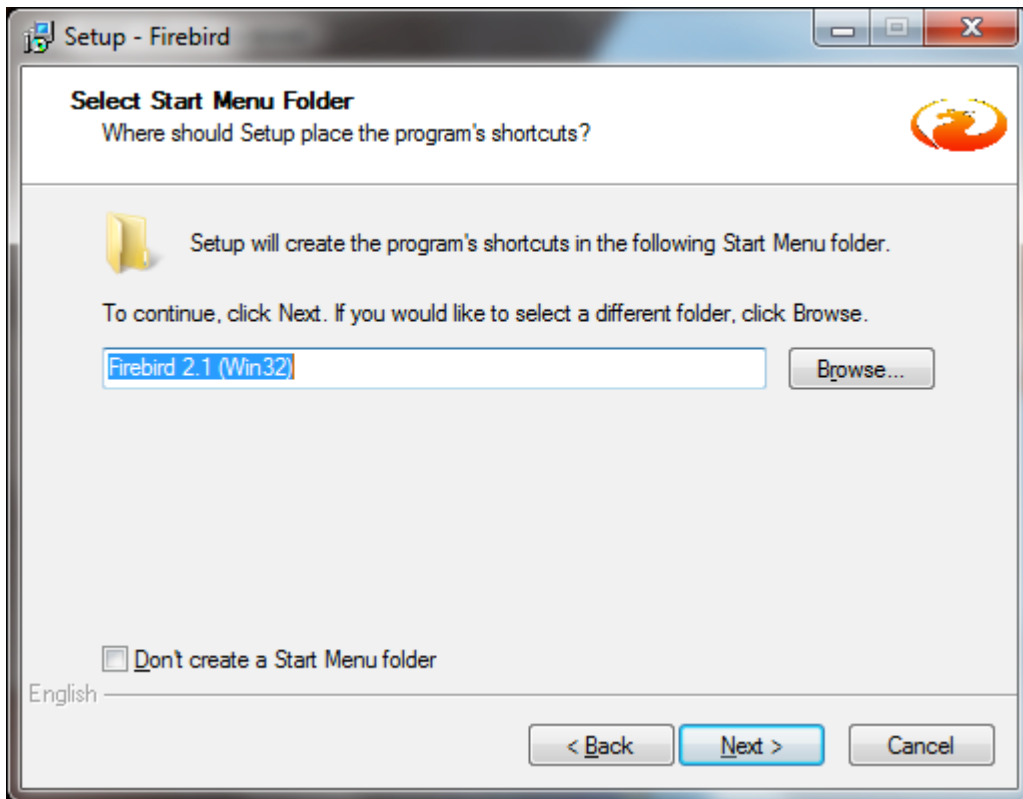 Setup - Firebird
Select Start Menu Folder
Where should Setup place the program's shortcuts?
Setup will create the program's shortcuts in the following Start Menu folder.
To continue, click Next. If you would like to select a different folder, click Browse.
Firebird 2.1 (Win32)
Browse...
Don't create a Start Menu folder
English
< Back
Next >
Cancel